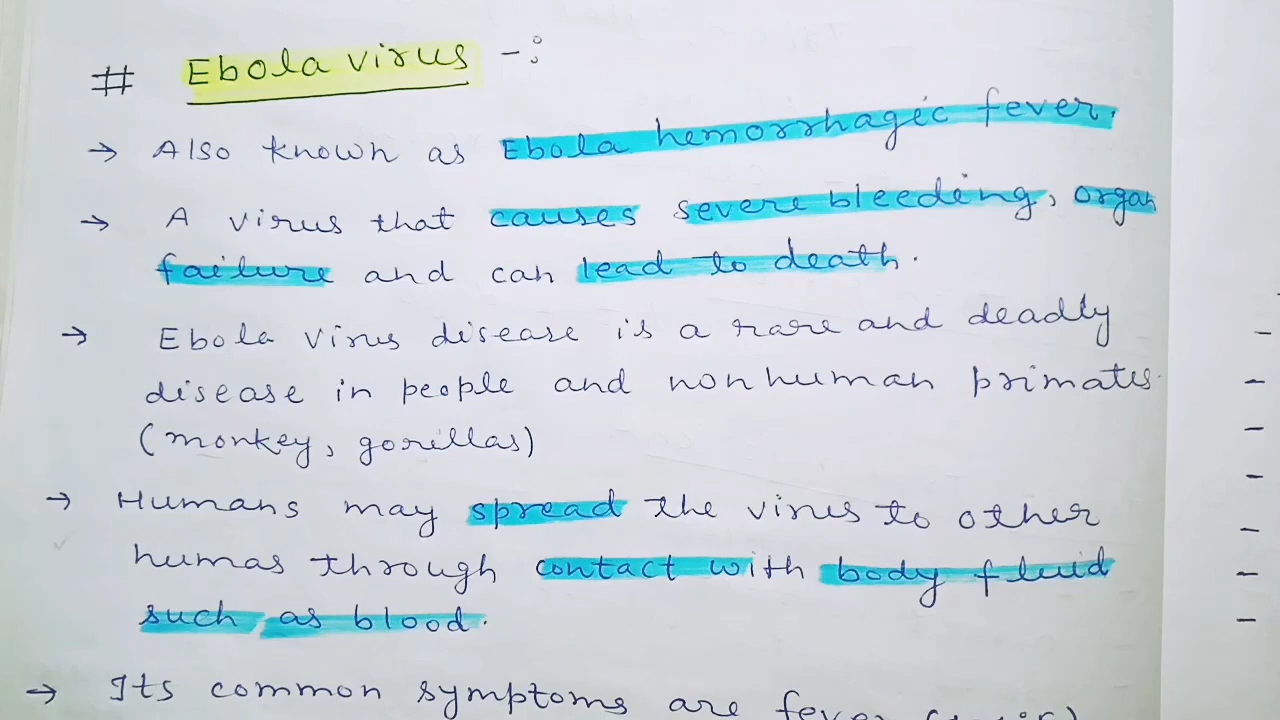 # Ebola virus -:
→ Also known as Ebola hemorrhagic fever.
→ A virus that causes severe bleeding, organ
failure and can lead to death.
→ Ebola virus disease is a rare and deadly
disease in people and nonhuman primates.
(monkey, gorillas)
→ Humans may spread the virus to other
humas through contact with body fluid
such as blood.
→ Its common symptoms are fever